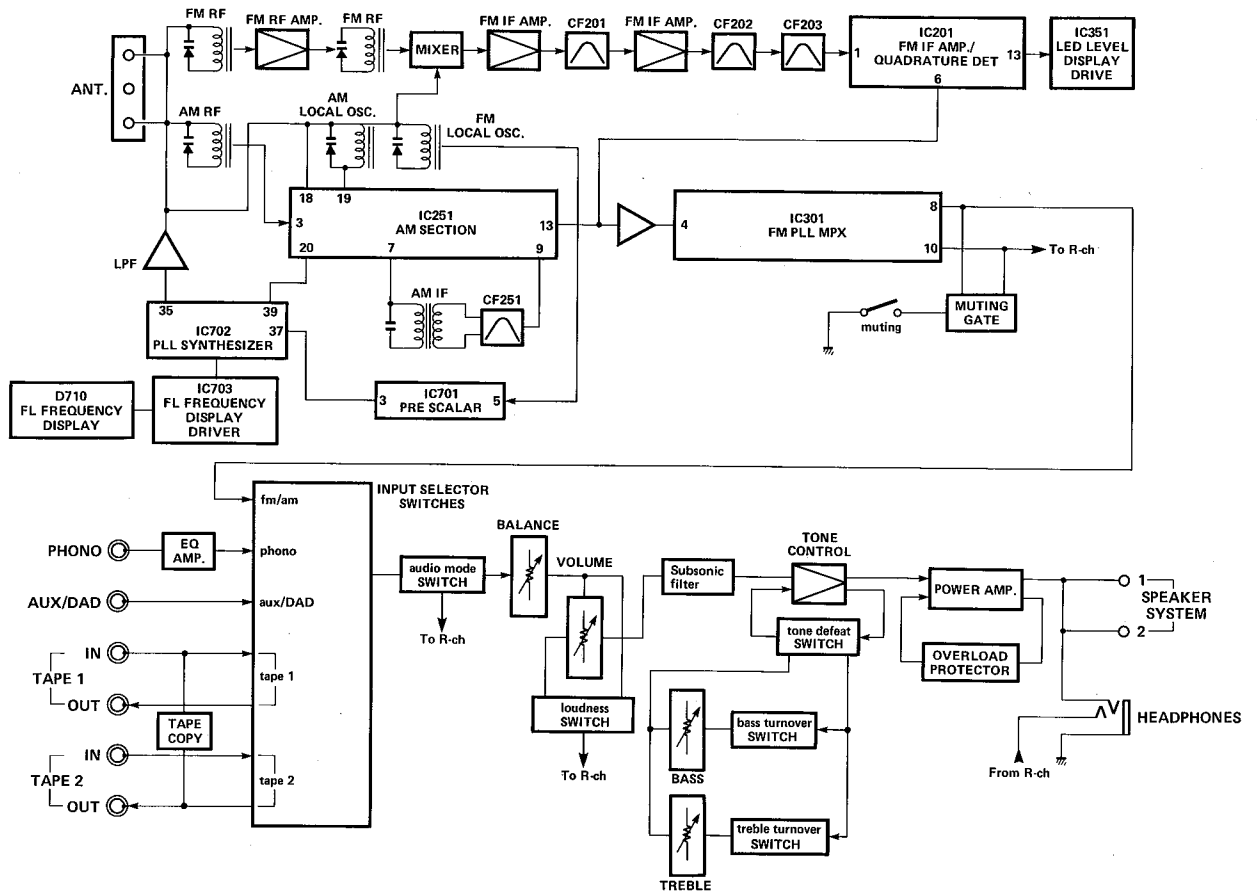 FM RF
FM RF AMP.
FM RF
MIXER
FM IF AMP.
CF201
FM IF AMP.
CF202
CF203
1
IC201
FM IF AMP./
QUADRATURE DET
13
6
IC351
LED LEVEL
DISPLAY
DRIVE
ANT.
AM RF
AM
LOCAL OSC.
FM
LOCAL OSC.
18
19
3
IC251
AM SECTION
13
20
7
9
4
IC301
FM PLL MPX
8
10
To R-ch
LPF
AM IF
CF251
muting
MUTING
GATE
35
39
IC702
PLL SYNTHESIZER
37
D710
FL FREQUENCY
DISPLAY
IC703
FL FREQUENCY
DISPLAY
DRIVER
3
IC701
PRE SCALAR
5
INPUT SELECTOR
SWITCHES
fm/am
PHONO
EQ
AMP.
phono
AUX/DAD
aux/DAD
IN
TAPE 1
OUT
tape 1
TAPE
COPY
IN
TAPE 2
OUT
tape 2
audio mode
SWITCH
To R-ch
BALANCE
VOLUME
loudness
SWITCH
To R-ch
Subsonic
filter
TONE
CONTROL
tone defeat
SWITCH
BASS
bass turnover
SWITCH
TREBLE
treble turnover
SWITCH
POWER AMP.
OVERLOAD
PROTECTOR
1
SPEAKER
SYSTEM
2
HEADPHONES
From R-ch